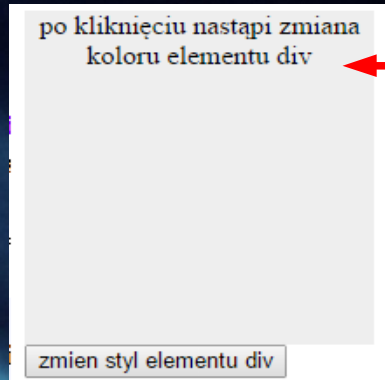 po kliknięciu nastąpi zmiana
koloru elementu div
zmien styl elementu div